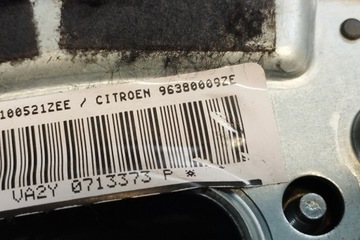 100521ZEE / CITROEN 96380009ZE
VA2Y 0713373 P *